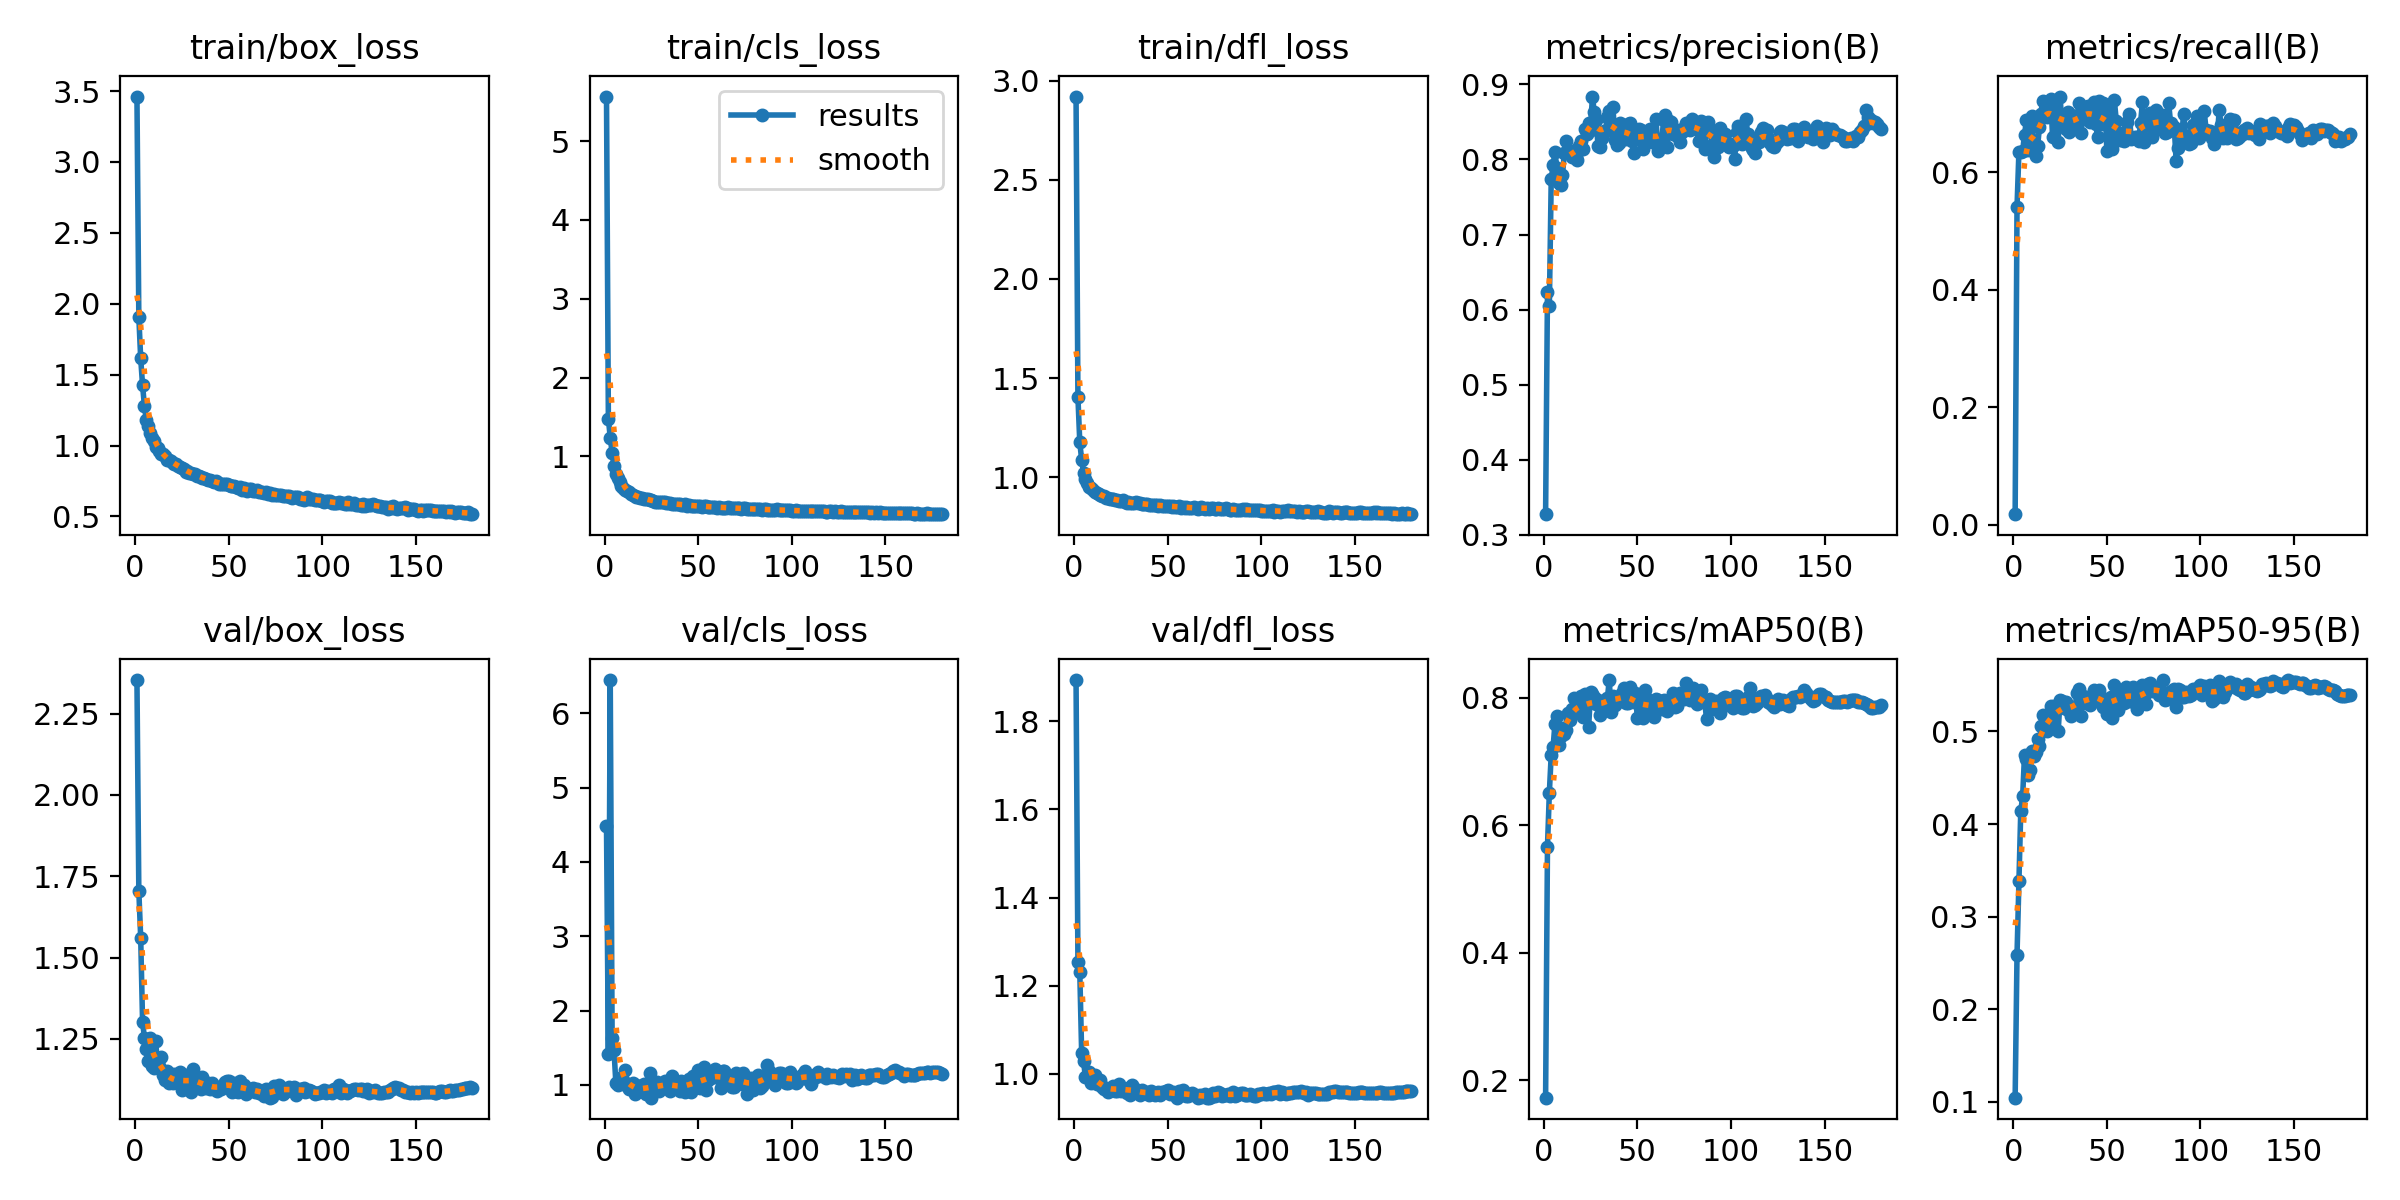 train/box_loss
train/cls_loss
train/dfl_loss
metrics/precision(B)
metrics/recall(B)
3.5
3.0
2.5
2.0
1.5
1.0
0.5
0 50 100 150
results
smooth
5
4
3
2
1
0 50 100 150
3.0
2.5
2.0
1.5
1.0
0 50 100 150
0.9
0.8
0.7
0.6
0.5
0.4
0.3
0 50 100 150
0.6
0.4
0.2
0.0
0 50 100 150
val/box_loss
val/cls_loss
val/dfl_loss
metrics/mAP50(B)
metrics/mAP50-95(B)
2.25
2.00
1.75
1.50
1.25
0 50 100 150
6
5
4
3
2
1
0 50 100 150
1.8
1.6
1.4
1.2
1.0
0 50 100 150
0.8
0.6
0.4
0.2
0 50 100 150
0.5
0.4
0.3
0.2
0.1
0 50 100 150